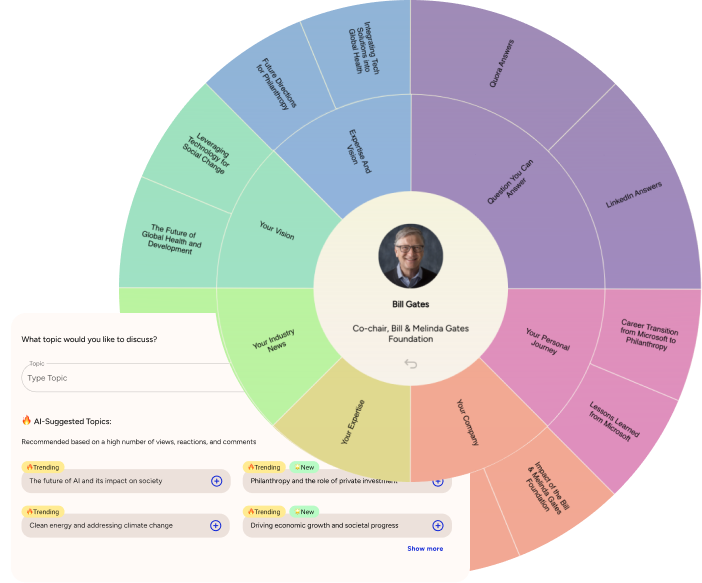 Integrating Tech
Solutions into
Global Health
Future Directions
for Philanthropy
Quora Answers
LinkedIn Answers
Expertise And
Vision
Question You Can
Answer
Leveraging
Technology for
Social Change
The Future of
Global Health and
Development
Your Vision
Bill Gates
Co-chair, Bill & Melinda Gates
Foundation
Your Industry
News
Your Personal
Journey
Career Transition
from Microsoft to
Philanthropy
Lessons Learned
from Microsoft
Your Expertise
Your Company
Impact of the Bill
& Melinda Gates
Foundation
What topic would you like to discuss?
Topic
Type Topic
🔥 AI-Suggested Topics:
Recommended based on a high number of views, reactions, and comments
🔥Trending
The future of AI and its impact on society
🔥Trending New
Philanthropy and the role of private investment
🔥Trending
Clean energy and addressing climate change
🔥Trending New
Driving economic growth and societal progress
Show more